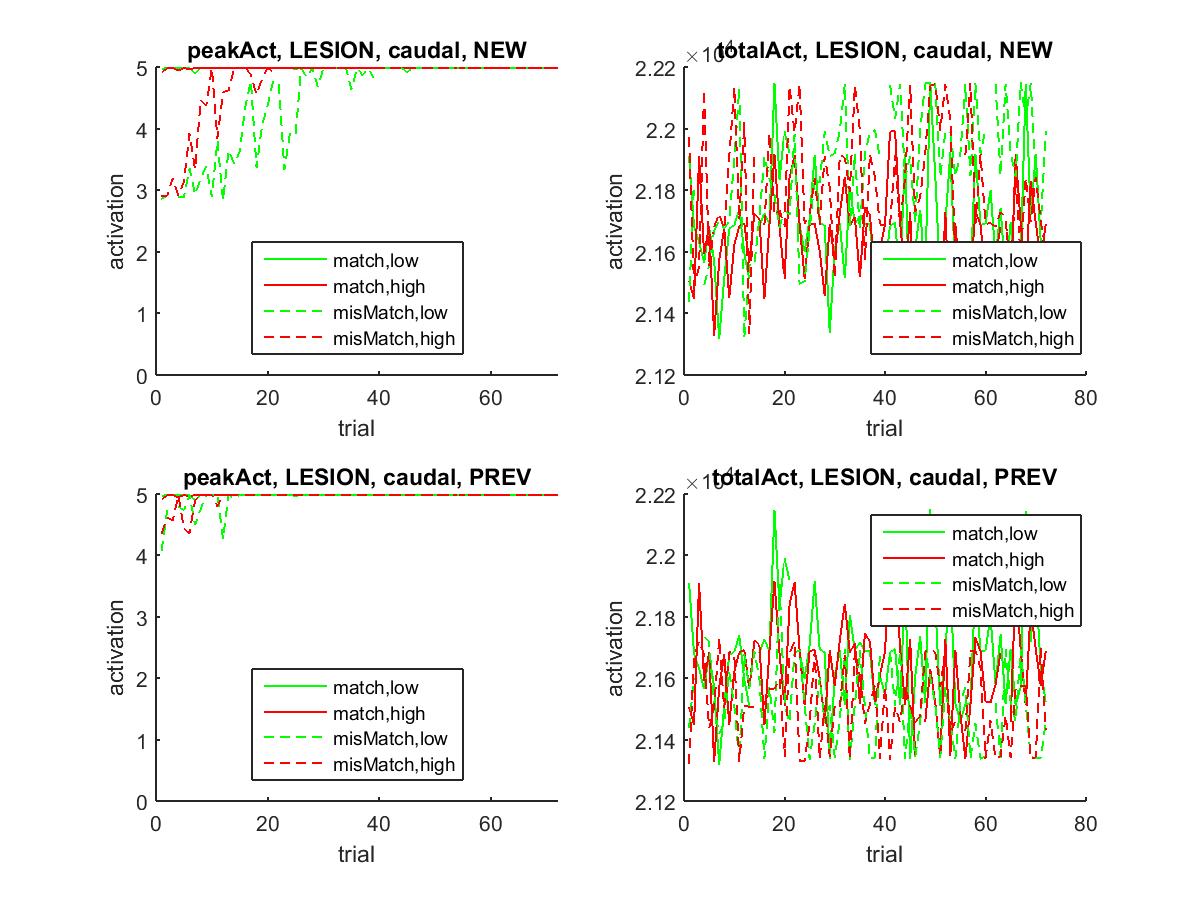 peakAct, LESION, caudal, NEW
5
4
3
2
1
0
activation
match,low
match,high
misMatch,low
misMatch,high
0 20 40 60
trial
×10^4
totalAct, LESION, caudal, NEW
2.22
2.2
2.18
2.16
2.14
2.12
activation
match,low
match,high
misMatch,low
misMatch,high
0 20 40 60 80
trial
peakAct, LESION, caudal, PREV
5
4
3
2
1
0
activation
match,low
match,high
misMatch,low
misMatch,high
0 20 40 60
trial
×10^4
totalAct, LESION, caudal, PREV
2.22
2.2
2.18
2.16
2.14
2.12
activation
match,low
match,high
misMatch,low
misMatch,high
0 20 40 60 80
trial